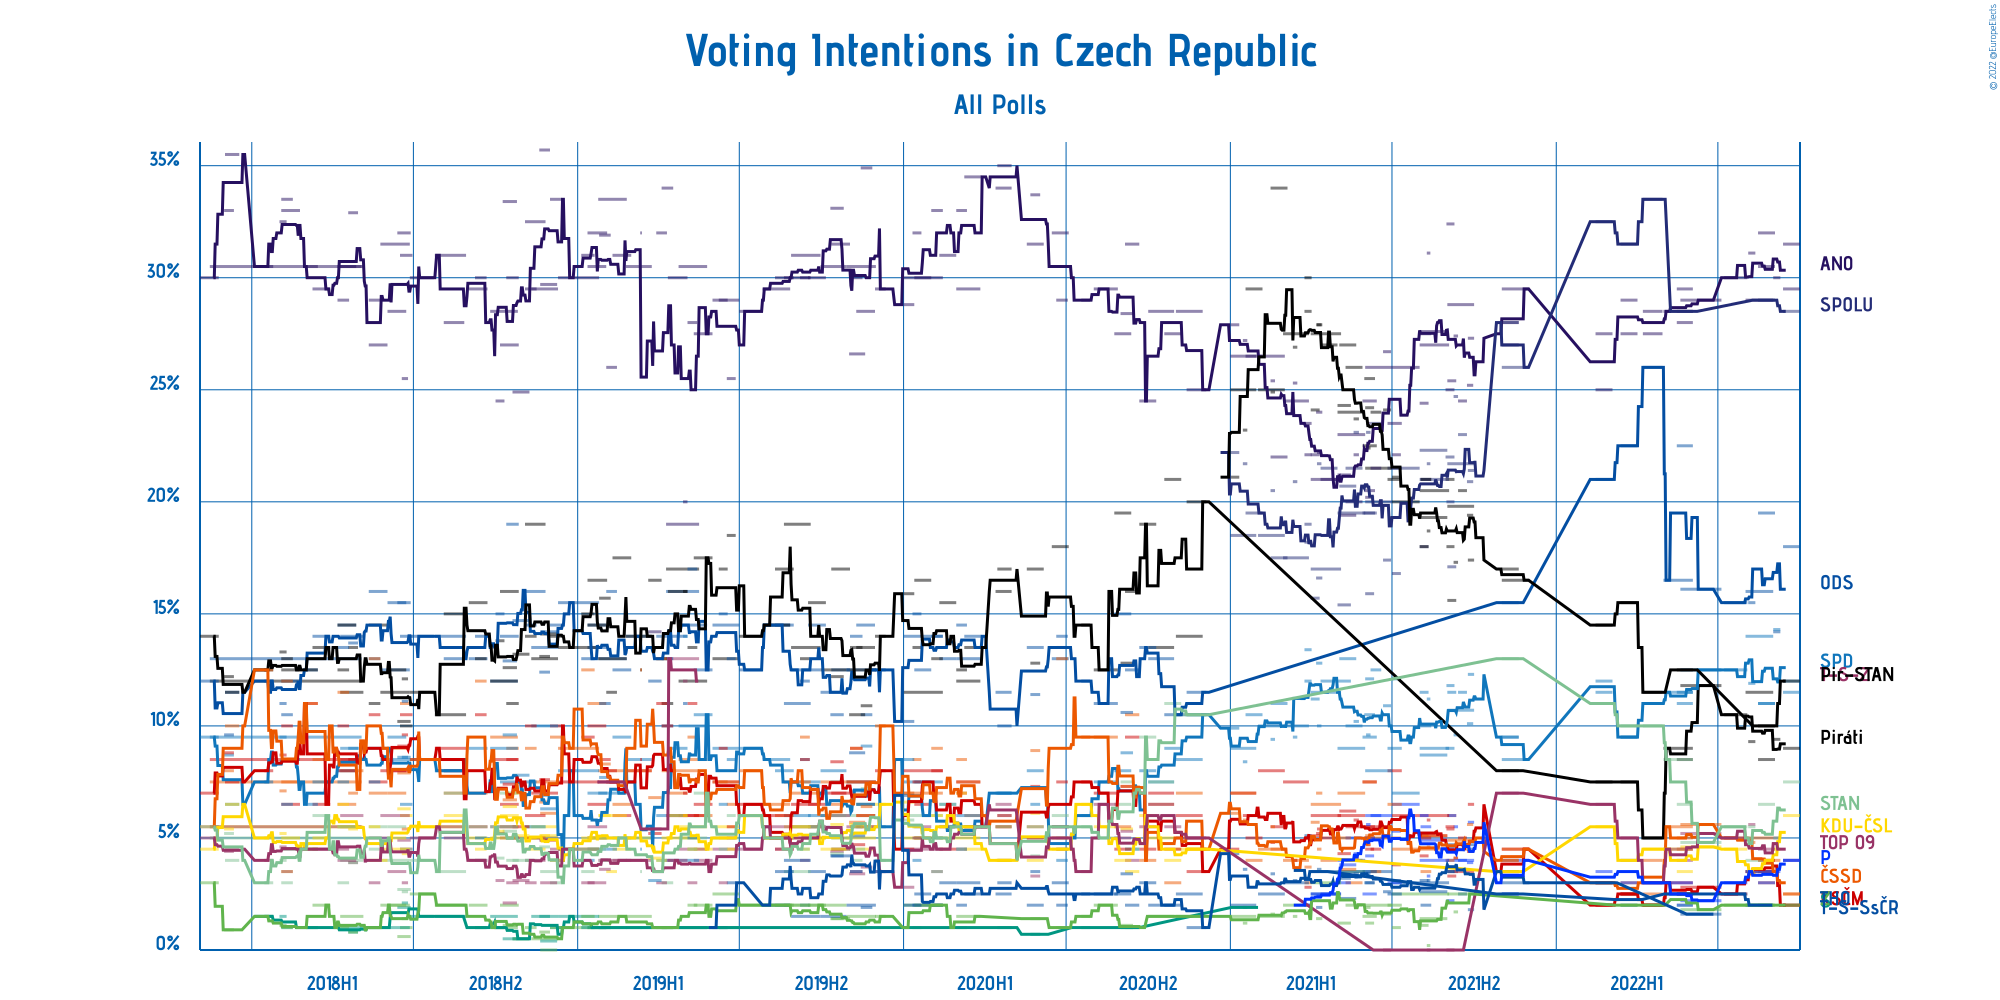 © 2022 @EuropeElects
Voting Intentions in Czech Republic
All Polls
35%
30%
25%
20%
15%
10%
5%
0%
ANO
SPOLU
ODS
SPD
Piráti
STAN
KDU-ČSL
TOP 09
P
ČSSD
KSČM
T-S-SsČR
2018H1
2018H2
2019H1
2019H2
2020H1
2020H2
2021H1
2021H2
2022H1